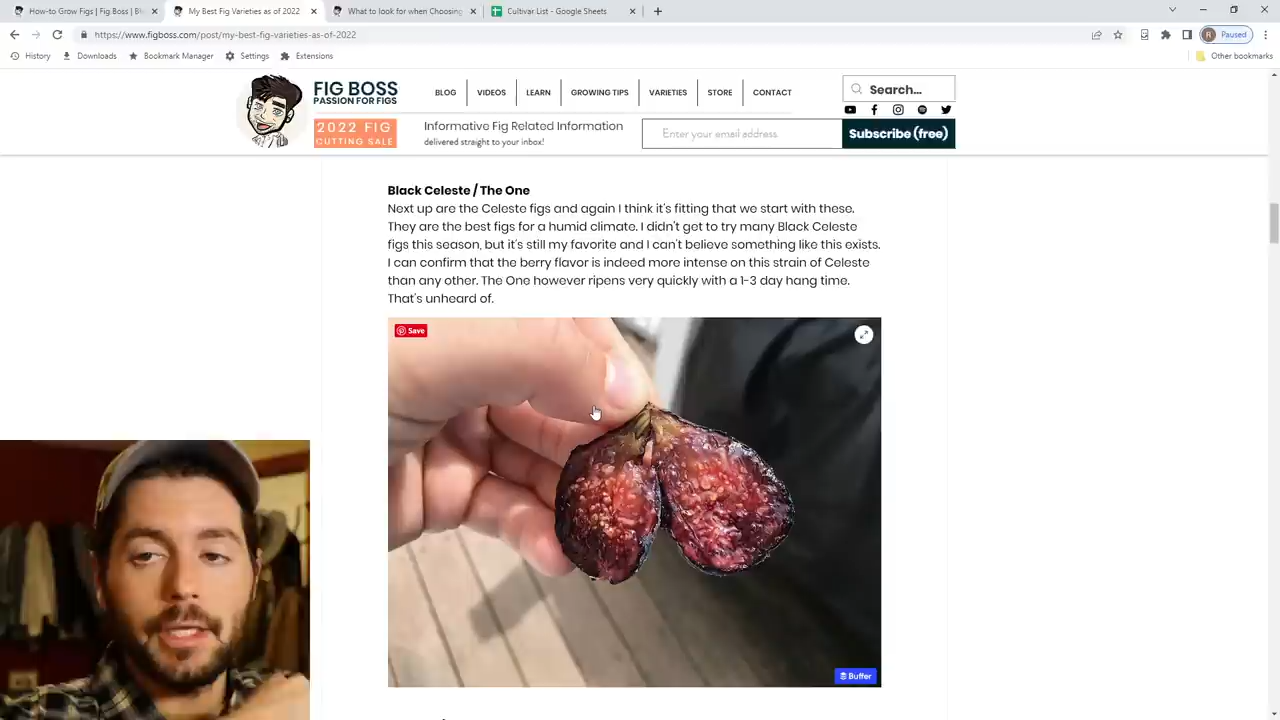 How-to Grow Figs | Fig Boss | Bl
My Best Fig Varieties as of 2022
What to look for when Choosing
Cultivar List - Google Sheets
https://www.figboss.com/post/my-best-fig-varieties-as-of-2022
R
Paused
History
Downloads
Bookmark Manager
Settings
Extensions
Other bookmarks
FIG BOSS
PASSION FOR FIGS
BLOG
VIDEOS
LEARN
GROWING TIPS
VARIETIES
STORE
CONTACT
Search...
2022 FIG
CUTTING SALE
Informative Fig Related Information
delivered straight to your inbox!
Enter your email address.
Subscribe (free)
Black Celeste / The One
Next up are the Celeste figs and again I think it's fitting that we start with these.
They are the best figs for a humid climate. I didn't get to try many Black Celeste
figs this season, but it's still my favorite and I can't believe something like this exists.
I can confirm that the berry flavor is indeed more intense on this strain of Celeste
than any other. The One however ripens very quickly with a 1-3 day hang time.
That's unheard of.
Save
Buffer